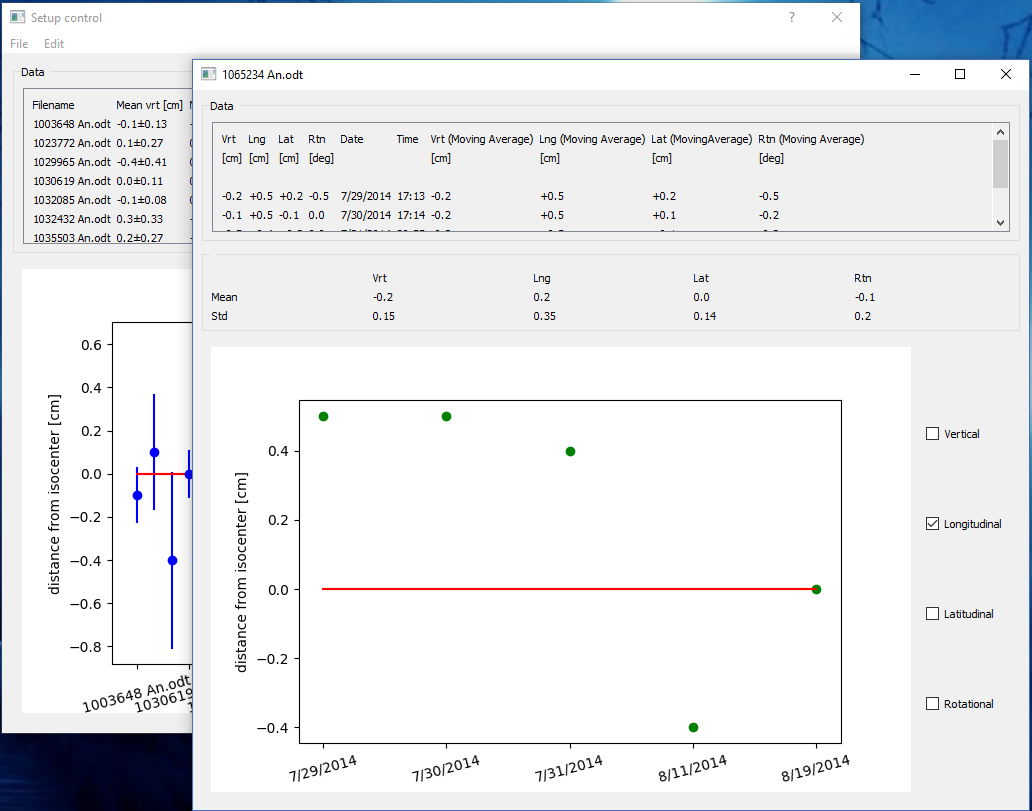 Setup control ?
File Edit
Data
Filename Mean vrt [cm]
1003648 An.odt -0.1±0.13
1023772 An.odt 0.1±0.27
1029965 An.odt -0.4±0.41
1030619 An.odt 0.0±0.11
1032085 An.odt -0.1±0.08
1032432 An.odt 0.3±0.33
1035503 An.odt 0.2±0.27
0.6
0.4
0.2
0.0
−0.2
−0.4
−0.6
−0.8
distance from isocenter [cm]
1003648 An.odt
1030619
1065234 An.odt
Data
Vrt Lng Lat Rtn Date Time Vrt (Moving Average) Lng (Moving Average) Lat (MovingAverage) Rtn (Moving Average)
[cm] [cm] [cm] [deg] [cm] [cm] [cm] [deg]
-0.2 +0.5 +0.2 -0.5 7/29/2014 17:13 -0.2 +0.5 +0.2 -0.5
-0.1 +0.5 -0.1 0.0 7/30/2014 17:14 -0.2 +0.5 +0.1 -0.2
Vrt Lng Lat Rtn
Mean -0.2 0.2 0.0 -0.1
Std 0.15 0.35 0.14 0.2
0.4
0.2
0.0
−0.2
−0.4
distance from isocenter [cm]
7/29/2014 7/30/2014 7/31/2014 8/11/2014 8/19/2014
Vertical
Longitudinal
Latitudinal
Rotational